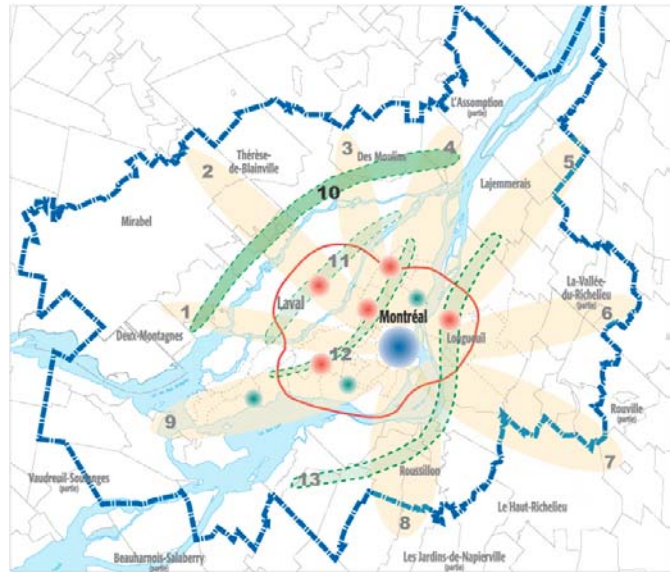 L'Assomption
(partie)
3
Des Moulins
4
2
Thérèse-
de-Blainville
5
10
Lajemmerais
Mirabel
11
La-Vallée-
du-Richelieu
Laval
6
1
Montréal
Deux-Montagnes
Longueuil
12
9
Rouville
(partie)
7
Vaudreuil-Soulanges
(partie)
13
Roussillon
Le Haut-Richelieu
8
Beauharnois-Salaberry
(partie)
Les Jardins-de-Napierville
(partie)